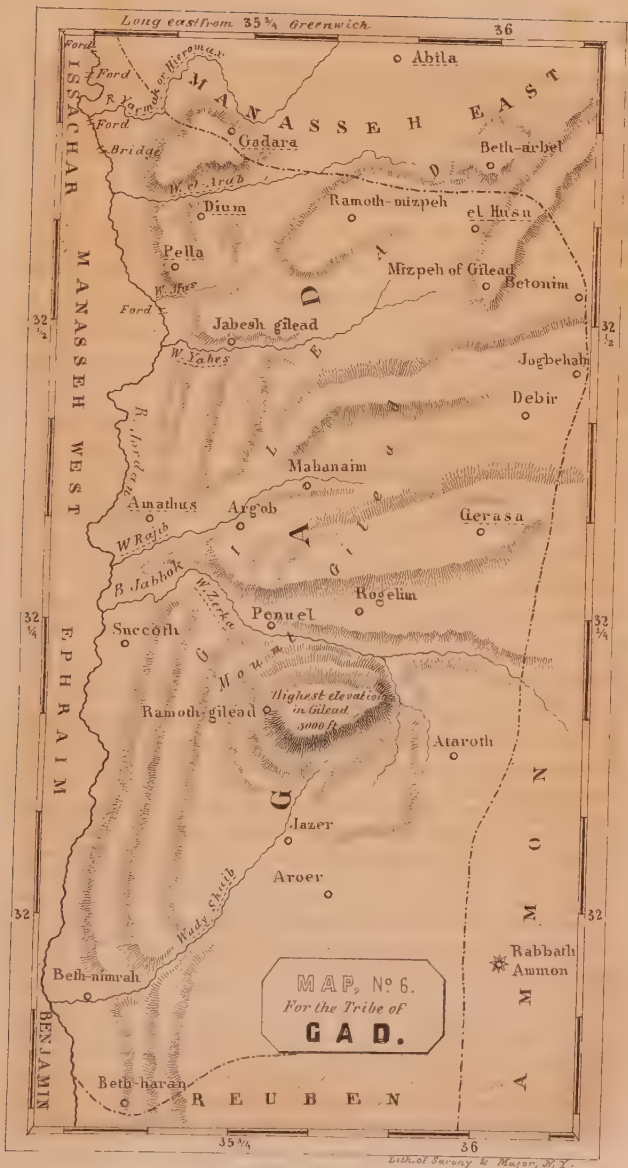 Long east from 35 3/4 Greenwich
36
Ford
Abila
Ford
R. Yarmak or Hieromax
MANASSEH EAST
ISSACHAR
Ford
Gadara
Bridge
Beth-arbel
W. el Arab
Dium
Ramoth-mizpeh
el Husn
Pella
Mizpeh of Gilead
Betonim
W. Mus
Ford
32 1/2
32 1/2
Jabesh gilead
W. Yabes
Jogbehah
MANASSEH WEST
Debir
R. Jordan
Mahanaim
Amathus
Argob
Gerasa
W. Rajib
R. Jabbok
W. Zerka
Rogelim
Penuel
32 1/4
32 1/4
Succoth
Mount Gilead
GILEAD
GAD
EPHRAIM
Highest elevation
in Gilead
3000 ft.
Ramoth-gilead
Ataroth
Jazer
Aroer
Wady Shaib
32
32
AMMON
Rabbath
Ammon
Beth-nimrah
MAP, No 6.
For the Tribe of
GAD.
BENJAMIN
Beth-haran
REUBEN
35 3/4
36
Lith. of Sarony & Major, N.Y.